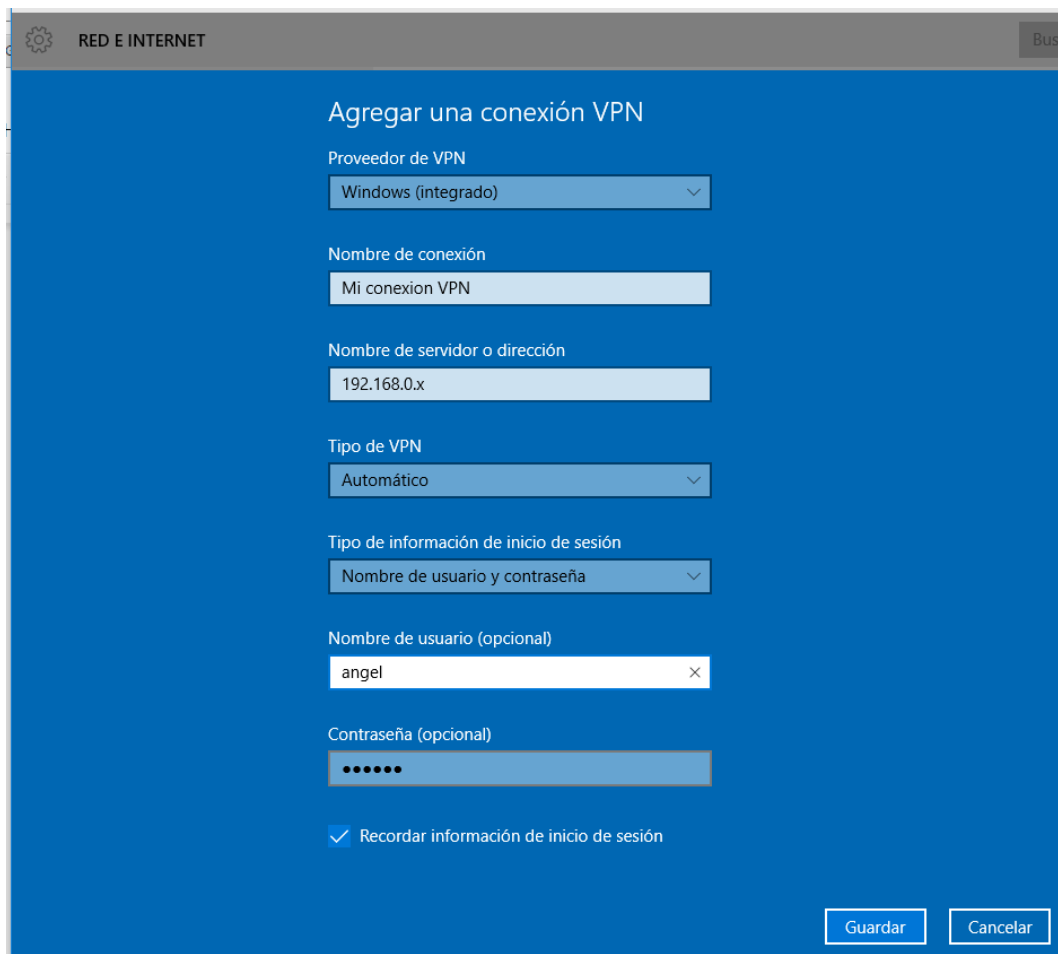 RED E INTERNET
Bus
Agregar una conexión VPN
Proveedor de VPN
Windows (integrado)
Nombre de conexión
Mi conexion VPN
Nombre de servidor o dirección
192.168.0.x
Tipo de VPN
Automático
Tipo de información de inicio de sesión
Nombre de usuario y contraseña
Nombre de usuario (opcional)
angel
Contraseña (opcional)
••••••
Recordar información de inicio de sesión
Guardar Cancelar